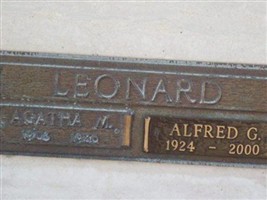 LEONARD
AGATHA M.
ALFRED G.
1924 - 2000